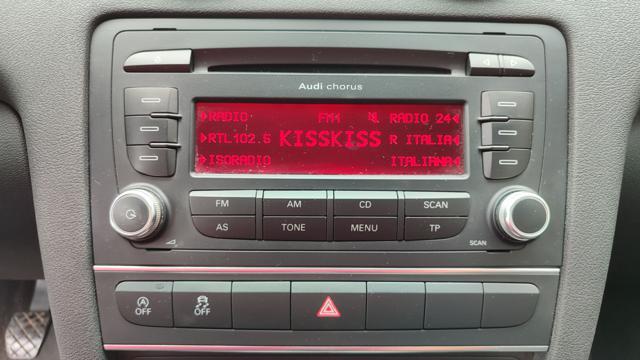 Audi chorus
RADIO FM1 RADIO 24
RTL102.5 KISSKISS R ITALIA
ISORADIO ITALIANA
FM AM CD SCAN
AS TONE MENU TP
SCAN
A OFF OFF